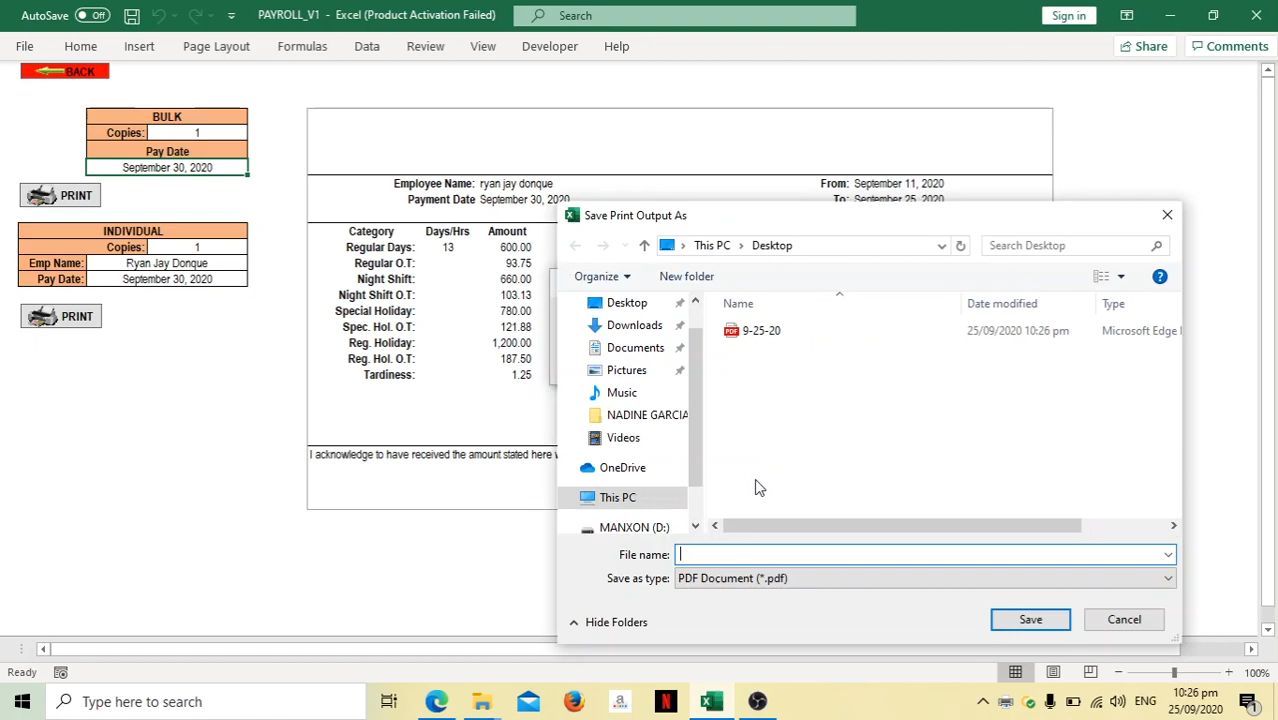 AutoSave Off PAYROLL_V1 - Excel (Product Activation Failed) Search Sign in
File Home Insert Page Layout Formulas Data Review View Developer Help Share Comments
BACK
BULK
Copies: 1
Pay Date
September 30, 2020
PRINT
INDIVIDUAL
Copies: 1
Emp Name: Ryan Jay Donque
Pay Date: September 30, 2020
PRINT
Employee Name: ryan jay donque From: September 11, 2020
Payment Date September 30, 2020 To: September 25, 2020
Category Days/Hrs Amount
Regular Days: 13 600.00
Regular O.T: 93.75
Night Shift: 660.00
Night Shift O.T: 103.13
Special Holiday: 780.00
Spec. Hol. O.T: 121.88
Reg. Holiday: 1,200.00
Reg. Hol. O.T: 187.50
Tardiness: 1.25
I acknowledge to have received the amount stated here
Save Print Output As
This PC Desktop Search Desktop
Organize New folder
Name Date modified Type
Desktop
Downloads
Documents
Pictures
Music
NADINE GARCIA
Videos
OneDrive
This PC
MANXON (D:)
PDF 9-25-20 25/09/2020 10:26 pm Microsoft Edge
File name:
Save as type: PDF Document (*.pdf)
Hide Folders Save Cancel
Ready 100%
Type here to search ENG 10:26 pm
25/09/2020